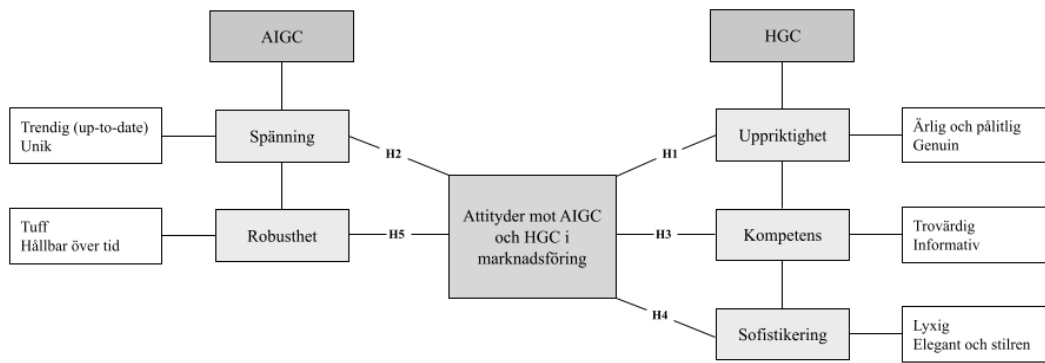 AIGC
HGC
Trendig (up-to-date)
Unik
Spänning
H2
H1
Uppriktighet
Ärlig och pålitlig
Genuin
Tuff
Hållbar över tid
Robusthet
H5
Attityder mot AIGC
och HGC i
marknadsföring
H3
Kompetens
Trovärdig
Informativ
H4
Sofistikering
Lyxig
Elegant och stilren